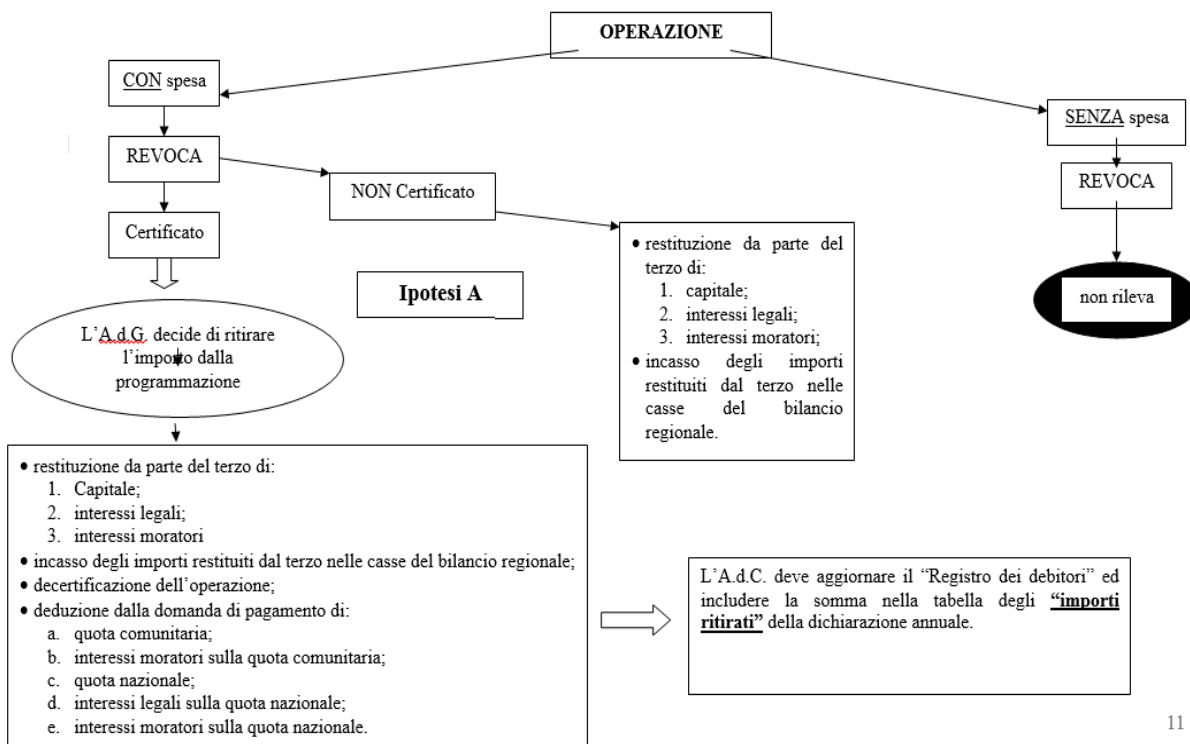 OPERAZIONE
CON spesa
SENZA spesa
REVOCA
REVOCA
NON Certificato
Certificato
non rileva
Ipotesi A
• restituzione da parte del
terzo di:
1. capitale;
2. interessi legali;
3. interessi moratori;
• incasso degli importi
restituiti dal terzo nelle
casse del bilancio
regionale.
L’A.d.G. decide di ritirare
l’importo dalla
programmazione
• restituzione da parte del terzo di:
1. Capitale;
2. interessi legali;
3. interessi moratori
• incasso degli importi restituiti dal terzo nelle casse del bilancio regionale;
• decertificazione dell’operazione;
• deduzione dalla domanda di pagamento di:
a. quota comunitaria;
b. interessi moratori sulla quota comunitaria;
c. quota nazionale;
d. interessi legali sulla quota nazionale;
e. interessi moratori sulla quota nazionale.
L’A.d.C. deve aggiornare il “Registro dei debitori” ed
includere la somma nella tabella degli “importi
ritirati” della dichiarazione annuale.
11